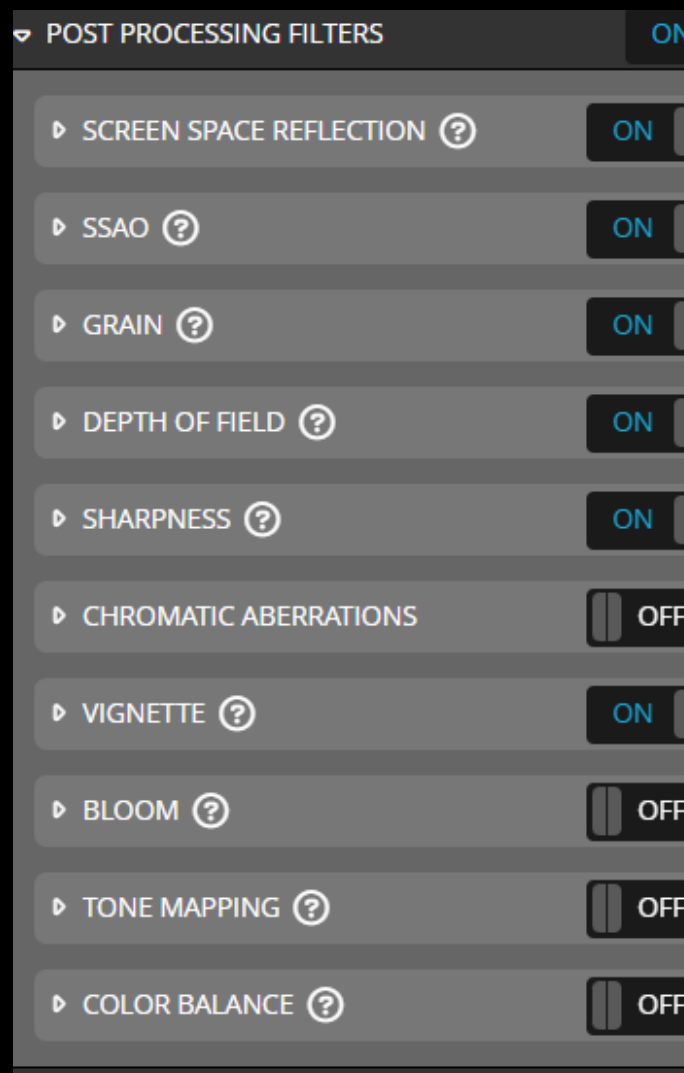 POST PROCESSING FILTERS ON
SCREEN SPACE REFLECTION ? ON
SSAO ? ON
GRAIN ? ON
DEPTH OF FIELD ? ON
SHARPNESS ? ON
CHROMATIC ABERRATIONS OFF
VIGNETTE ? ON
BLOOM ? OFF
TONE MAPPING ? OFF
COLOR BALANCE ? OFF